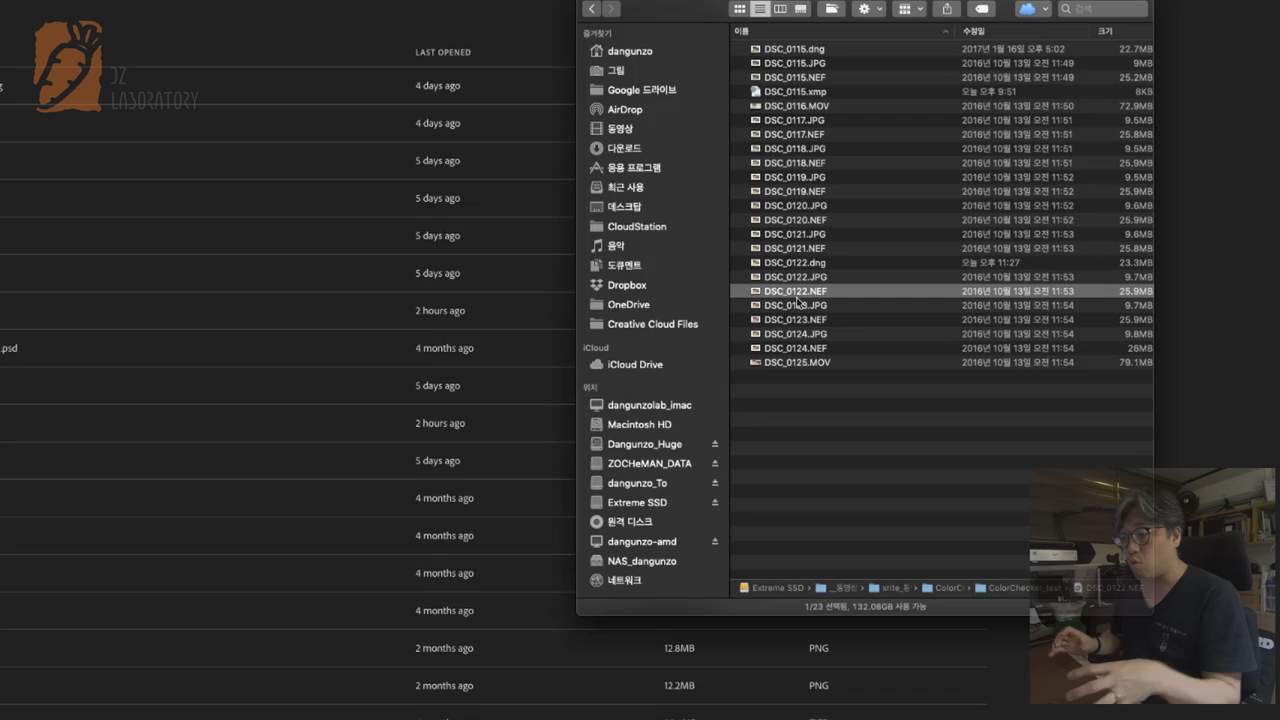 JZ
LABORATORY
LAST OPENED
4 days ago
4 days ago
5 days ago
5 days ago
5 days ago
5 days ago
2 hours ago
.psd
4 months ago
5 days ago
2 hours ago
5 days ago
4 months ago
4 months ago
4 months ago
4 months ago
2 months ago
12.8MB
PNG
2 months ago
12.2MB
PNG
검색
즐겨찾기
dangunzo
그림
Google 드라이브
AirDrop
동영상
다운로드
응용 프로그램
최근 사용
데스크탑
CloudStation
음악
도큐멘트
Dropbox
OneDrive
Creative Cloud Files
iCloud
iCloud Drive
위치
dangunzolab_imac
Macintosh HD
Dangunzo_Huge
ZOCHeMAN_DATA
dangunzo_To
Extreme SSD
원격 디스크
dangunzo-amd
NAS_dangunzo
네트워크
이름 수정일 크기
DSC_0115.dng 2017년 1월 16일 오후 5:02 22.7MB
DSC_0115.JPG 2016년 10월 13일 오전 11:49 9MB
DSC_0115.NEF 2016년 10월 13일 오전 11:49 25.2MB
DSC_0115.xmp 오늘 오후 9:51 8KB
DSC_0116.MOV 2016년 10월 13일 오전 11:50 72.9MB
DSC_0117.JPG 2016년 10월 13일 오전 11:51 9.5MB
DSC_0117.NEF 2016년 10월 13일 오전 11:51 25.8MB
DSC_0118.JPG 2016년 10월 13일 오전 11:51 9.5MB
DSC_0118.NEF 2016년 10월 13일 오전 11:51 25.9MB
DSC_0119.JPG 2016년 10월 13일 오전 11:52 9.5MB
DSC_0119.NEF 2016년 10월 13일 오전 11:52 25.9MB
DSC_0120.JPG 2016년 10월 13일 오전 11:52 9.6MB
DSC_0120.NEF 2016년 10월 13일 오전 11:52 25.9MB
DSC_0121.JPG 2016년 10월 13일 오전 11:53 9.6MB
DSC_0121.NEF 2016년 10월 13일 오전 11:53 25.8MB
DSC_0122.dng 오늘 오후 11:27 23.3MB
DSC_0122.JPG 2016년 10월 13일 오전 11:53 9.7MB
DSC_0122.NEF 2016년 10월 13일 오전 11:53 25.9MB
DSC_0123.JPG 2016년 10월 13일 오전 11:54 9.7MB
DSC_0123.NEF 2016년 10월 13일 오전 11:54 25.9MB
DSC_0124.JPG 2016년 10월 13일 오전 11:54 9.8MB
DSC_0124.NEF 2016년 10월 13일 오전 11:54 26MB
DSC_0125.MOV 2016년 10월 13일 오전 11:54 79.1MB
Extreme SSD › __동영상 › xrite_동 › ColorCl › ColorChecker_test › DSC_0122.NEF
1/23 선택됨, 132.08GB 사용 가능